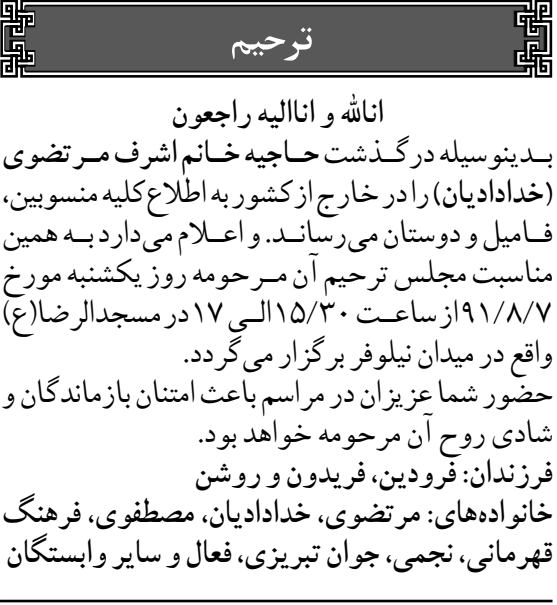 ترحیم
انالله و اناالیه راجعون
بدینوسیله درگذشت حاجیه خانم اشرف مرتضوی
(خدادادیان) را در خارج از کشور به اطلاع کلیه منسوبین،
فامیل و دوستان می‌رساند. و اعلام می‌دارد به همین
مناسبت مجلس ترحیم آن مرحومه روز یکشنبه مورخ
۹۱/۸/۷ از ساعت ۱۵/۳۰ الی ۱۷ در مسجدالرضا(ع)
واقع در میدان نیلوفر برگزار می‌گردد.
حضور شما عزیزان در مراسم باعث امتنان بازماندگان و
شادی روح آن مرحومه خواهد بود.
فرزندان: فرودین، فریدون و روشن
خانواده‌های: مرتضوی، خدادادیان، مصطفوی، فرهنگ
قهرمانی، نجمی، جوان تبریزی، فعال و سایر وابستگان